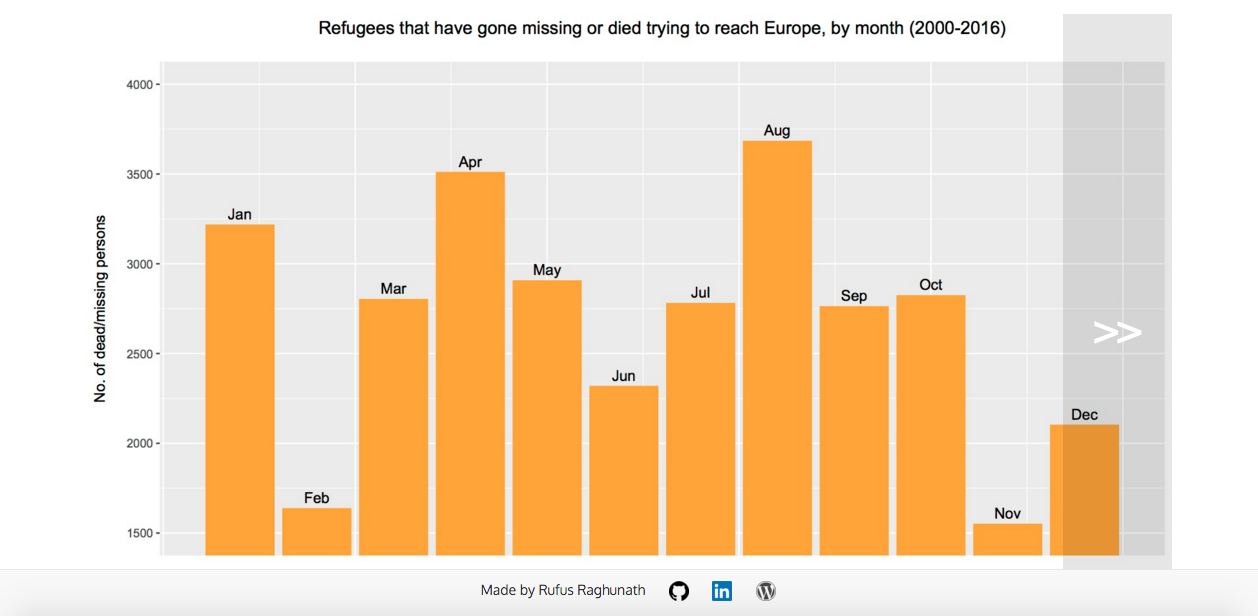 Refugees that have gone missing or died trying to reach Europe, by month (2000-2016)
4000
3500
3000
2500
2000
1500
No. of dead/missing persons
Jan
Feb
Mar
Apr
May
Jun
Jul
Aug
Sep
Oct
Nov
Dec
>>
Made by Rufus Raghunath
in
W